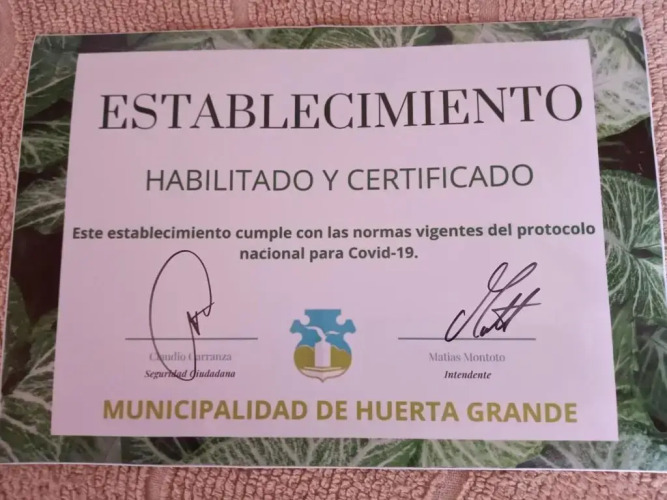 ESTABLECIMIENTO
HABILITADO Y CERTIFICADO
Este establecimiento cumple con las normas vigentes del protocolo
nacional para Covid-19.
Claudio Carranza
Matias Montoto
Seguridad Ciudadana
Intendente
MUNICIPALIDAD DE HUERTA GRANDE